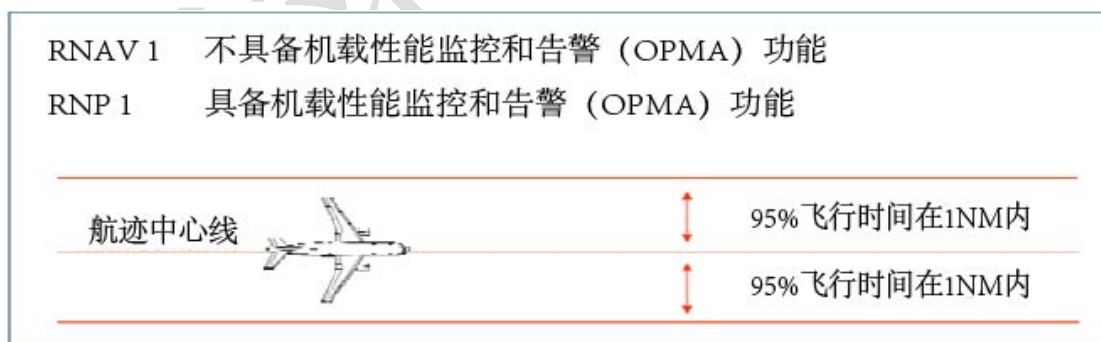 RNAV 1 不具备机载性能监控和告警（OPMA）功能
RNP 1 具备机载性能监控和告警（OPMA）功能
航迹中心线
95%飞行时间在1NM内
95%飞行时间在1NM内